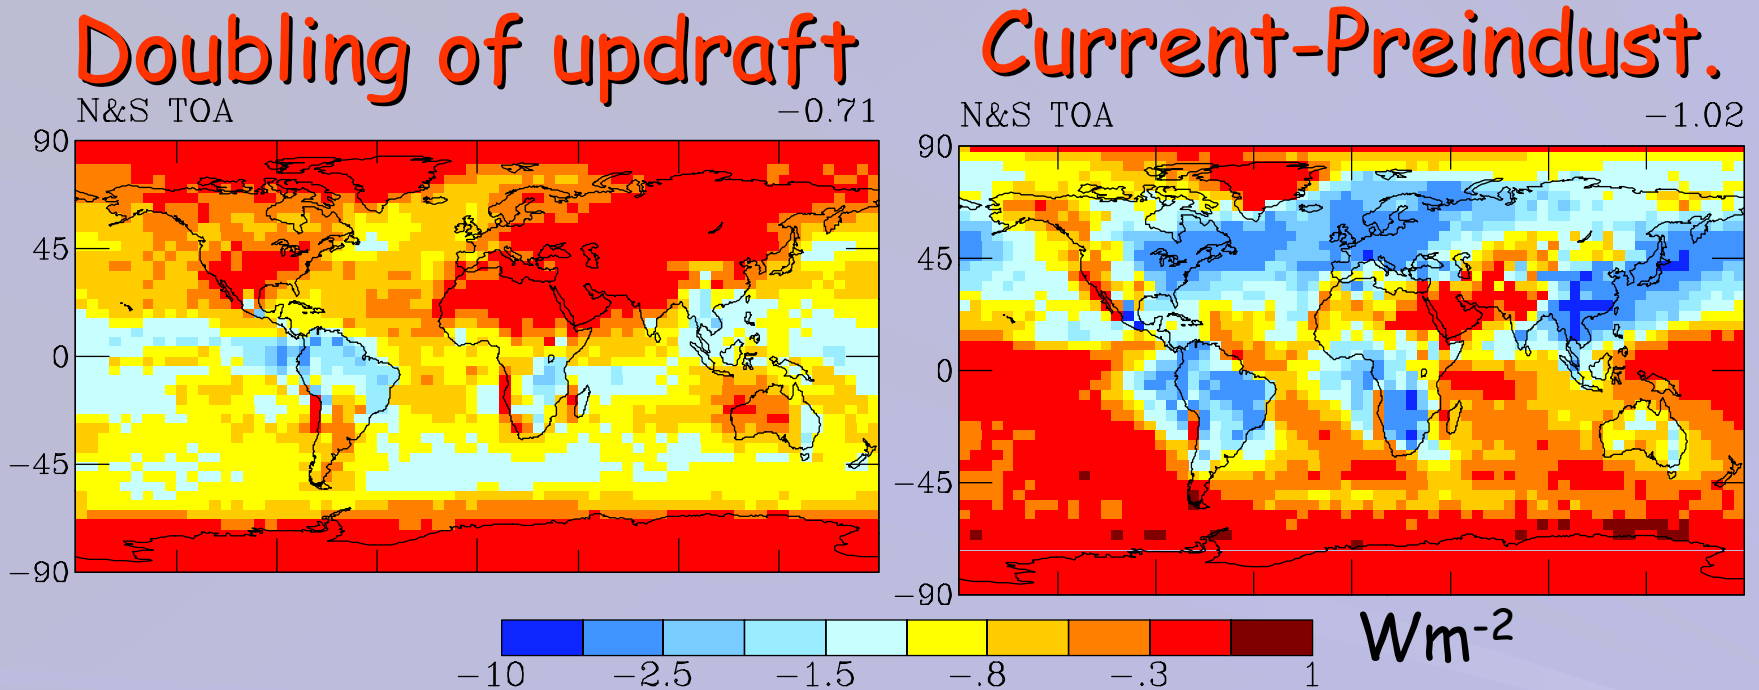 Doubling of updraft
Current-Preindust.
N&S TOA −0.71
N&S TOA −1.02
90
45
0
−45
−90
90
45
0
−45
−90
−10 −2.5 −1.5 −.8 −.3 1
Wm⁻²